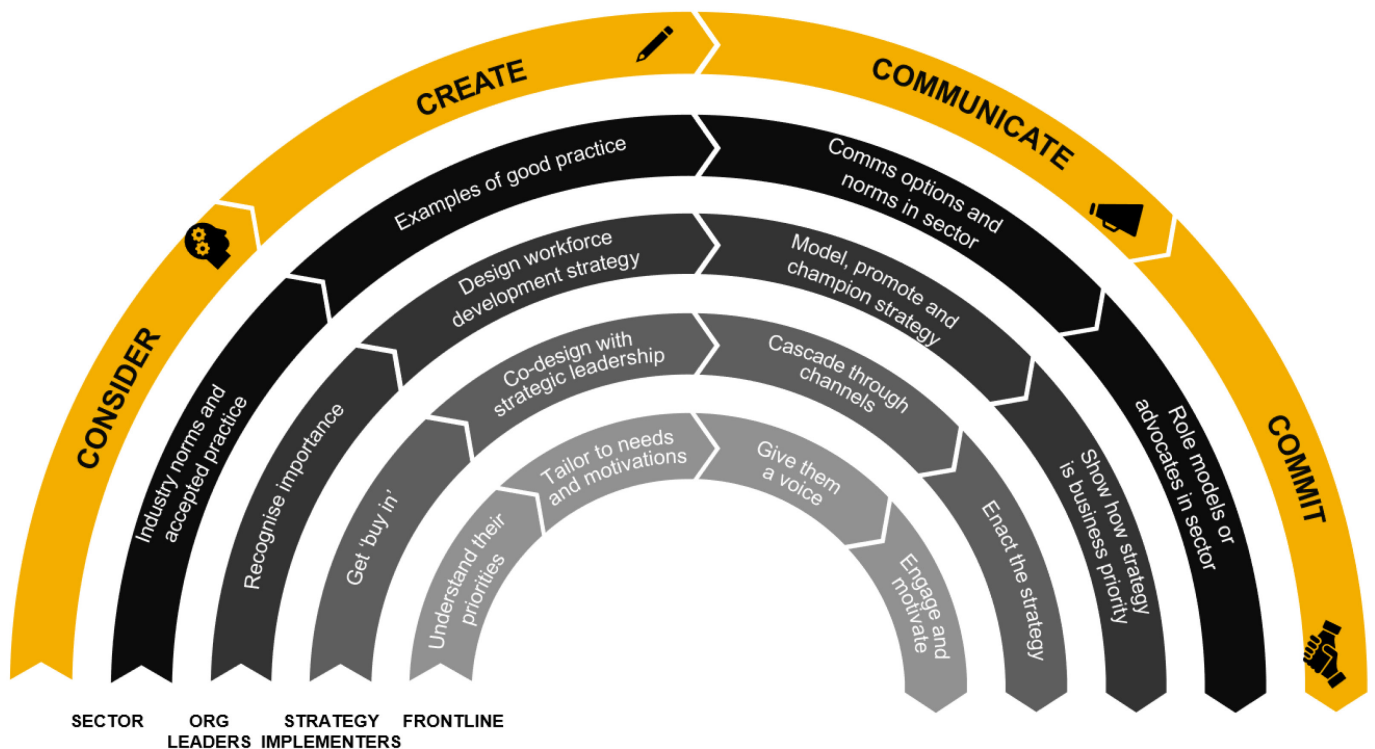 CONSIDER
CREATE
COMMUNICATE
COMMIT
Industry norms and
accepted practice
Examples of good practice
Comms options and
norms in sector
Role models or
advocates in sector
Recognise importance
Design workforce
development strategy
Model, promote and
champion strategy
Show how strategy
is business priority
Get ‘buy in’
Co-design with
strategic leadership
Cascade through
channels
Enact the strategy
Understand their
priorities
Tailor to needs
and motivations
Give them
a voice
Engage and
motivate
SECTOR
ORG
LEADERS
STRATEGY
IMPLEMENTERS
FRONTLINE